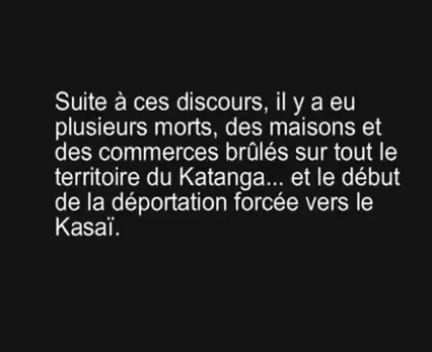 Suite à ces discours, il y a eu
plusieurs morts, des maisons et
des commerces brûlés sur tout le
territoire du Katanga... et le début
de la déportation forcée vers le
Kasaï.